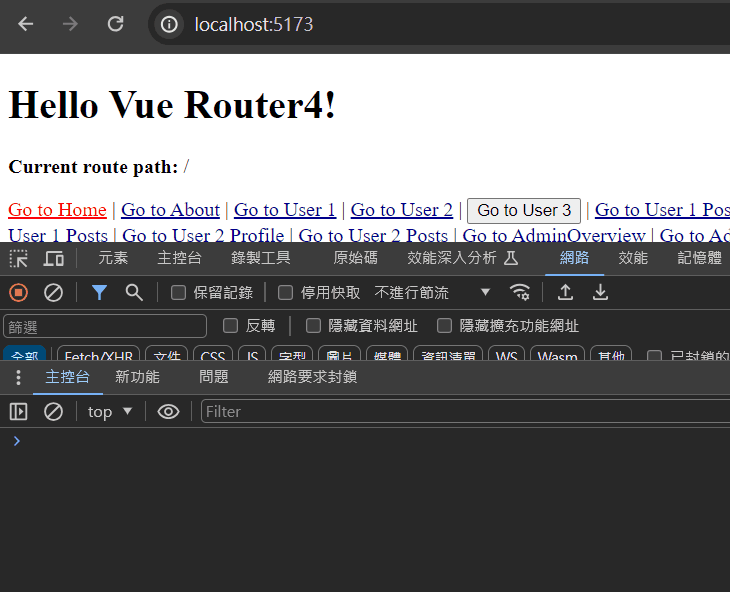 localhost:5173
Hello Vue Router4!
Current route path: /
Go to Home | Go to About | Go to User 1 | Go to User 2 | Go to User 3 | Go to User 1 Pos
User 1 Posts | Go to User 2 Profile | Go to User 2 Posts | Go to AdminOverview | Go to Ad
元素 主控台 錄製工具 原始碼 效能深入分析 網路 效能 記憶體
保留記錄 停用快取 不進行節流
篩選 反轉 隱藏資料網址 隱藏擴充功能網址
全部 Fetch/XHR 文件 CSS JS 字型 圖片 媒體 資訊清單 WS Wasm 其他 已封鎖的
主控台 新功能 問題 網路要求封鎖
top Filter